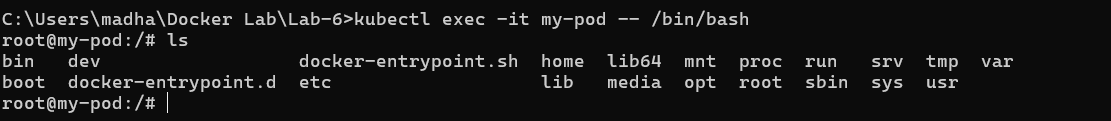 C:\Users\madha\Docker Lab\Lab-6>kubectl exec -it my-pod -- /bin/bash
root@my-pod:/# ls
bin   dev                  docker-entrypoint.sh  home  lib64  mnt  proc  run   srv  tmp  var
boot  docker-entrypoint.d  etc                   lib   media  opt  root  sbin  sys  usr
root@my-pod:/#